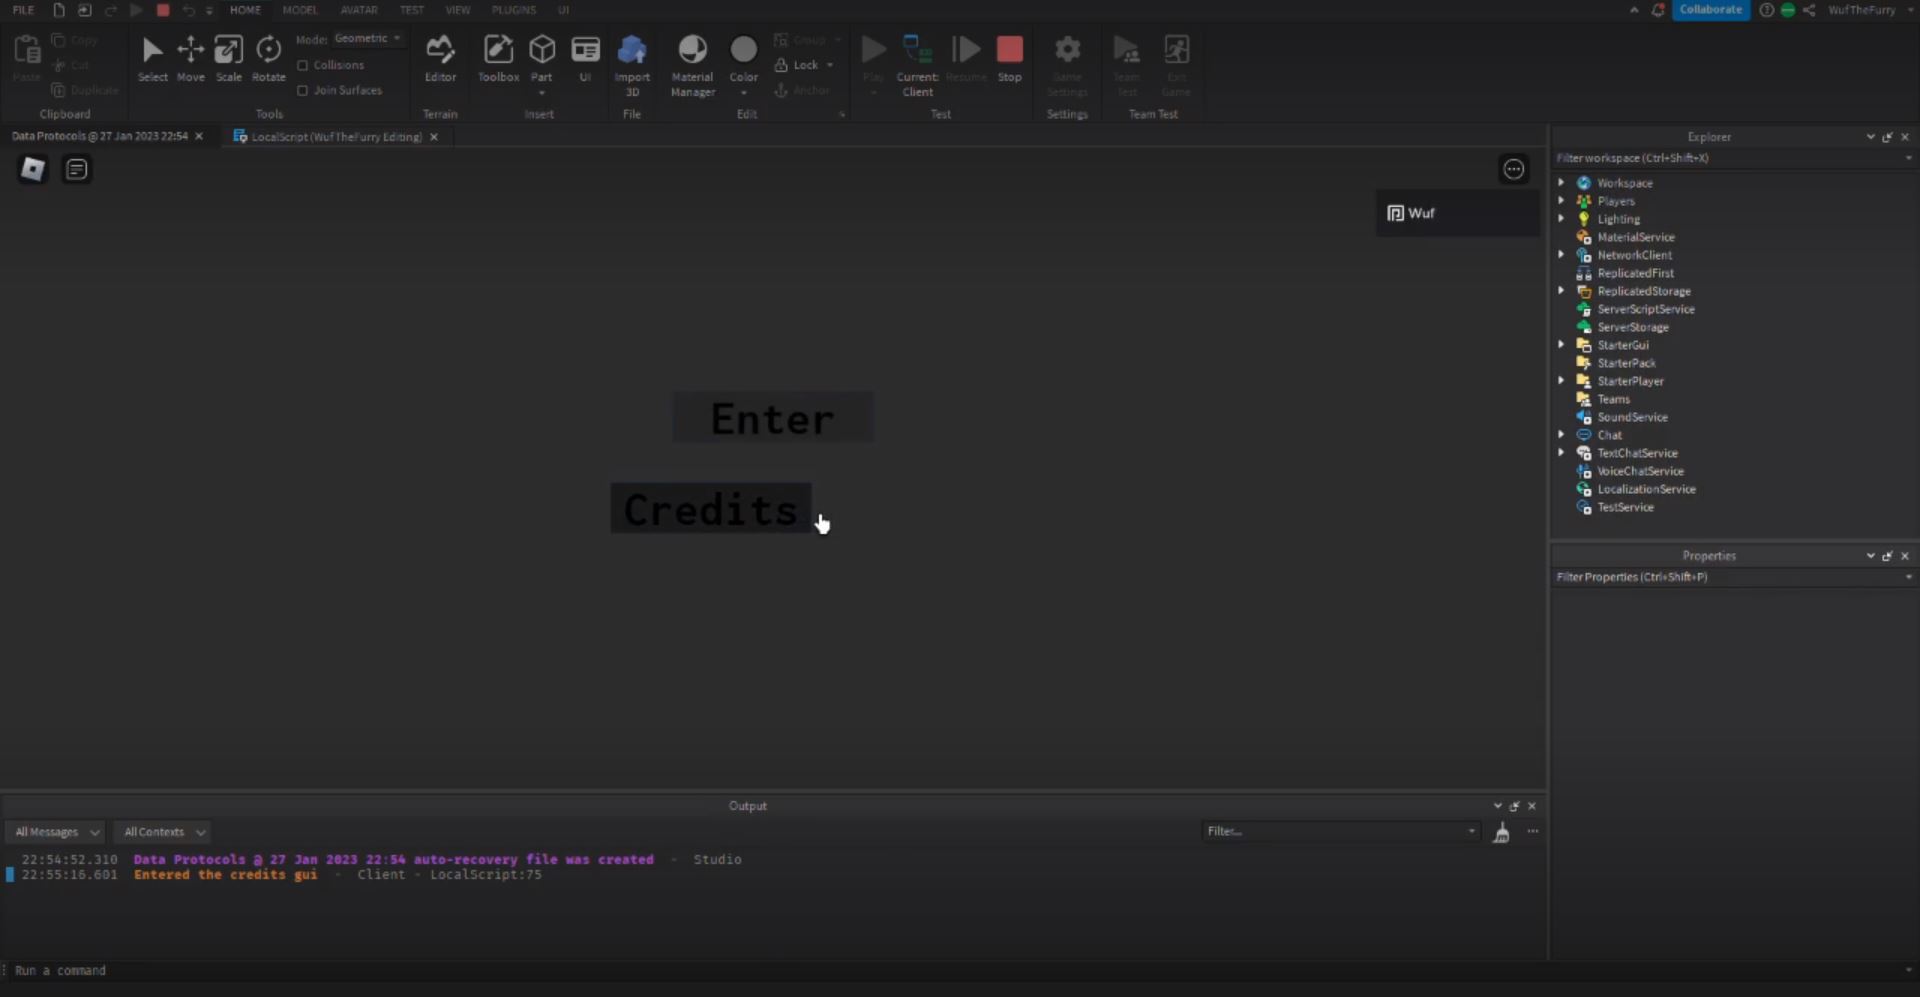 FILE HOME MODEL AVATAR TEST VIEW PLUGINS UI Collaborate WufTheFurry
Paste Copy Cut Duplicate
Clipboard
Select Move Scale Rotate
Mode: Geometric
Collisions
Join Surfaces
Tools
Editor
Terrain
Toolbox Part UI
Insert
Import 3D
File
Material Manager Color Group Lock Anchor
Edit
Play Current: Client Resume Stop
Test
Game Settings
Settings
Team Test Exit Game
Team Test
Data Protocols @ 27 Jan 2023 22:54 LocalScript (WufTheFurry Editing)
Wuf
Enter
Credits
Explorer
Filter workspace (Ctrl+Shift+X)
Workspace
Players
Lighting
MaterialService
NetworkClient
ReplicatedFirst
ReplicatedStorage
ServerScriptService
ServerStorage
StarterGui
StarterPack
StarterPlayer
Teams
SoundService
Chat
TextChatService
VoiceChatService
LocalizationService
TestService
Properties
Filter Properties (Ctrl+Shift+P)
Output
All Messages All Contexts Filter...
22:54:52.310 Data Protocols @ 27 Jan 2023 22:54 auto-recovery file was created - Studio
22:55:16.601 Entered the credits gui - Client - LocalScript:75
Run a command